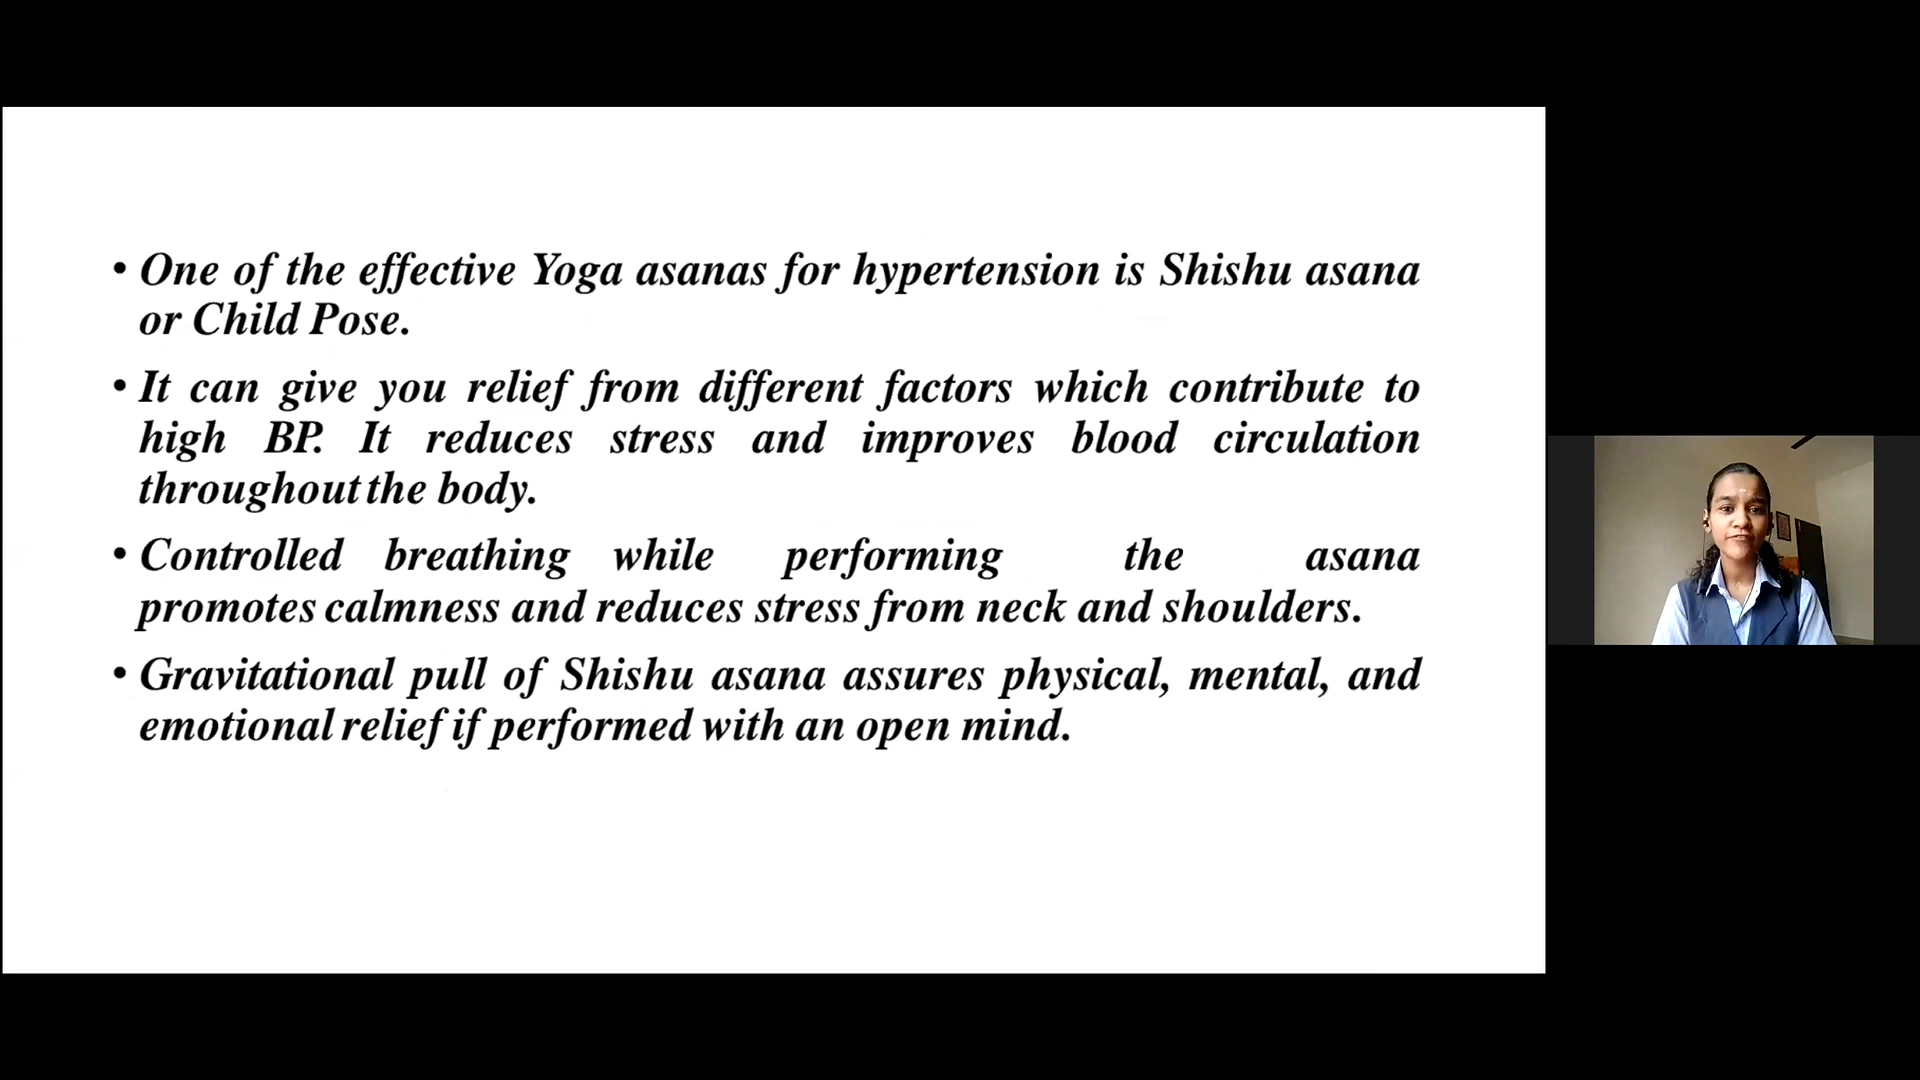 • One of the effective Yoga asanas for hypertension is Shishu asana
or Child Pose.
• It can give you relief from different factors which contribute to
high BP. It reduces stress and improves blood circulation
throughout the body.
• Controlled breathing while performing the asana
promotes calmness and reduces stress from neck and shoulders.
• Gravitational pull of Shishu asana assures physical, mental, and
emotional relief if performed with an open mind.